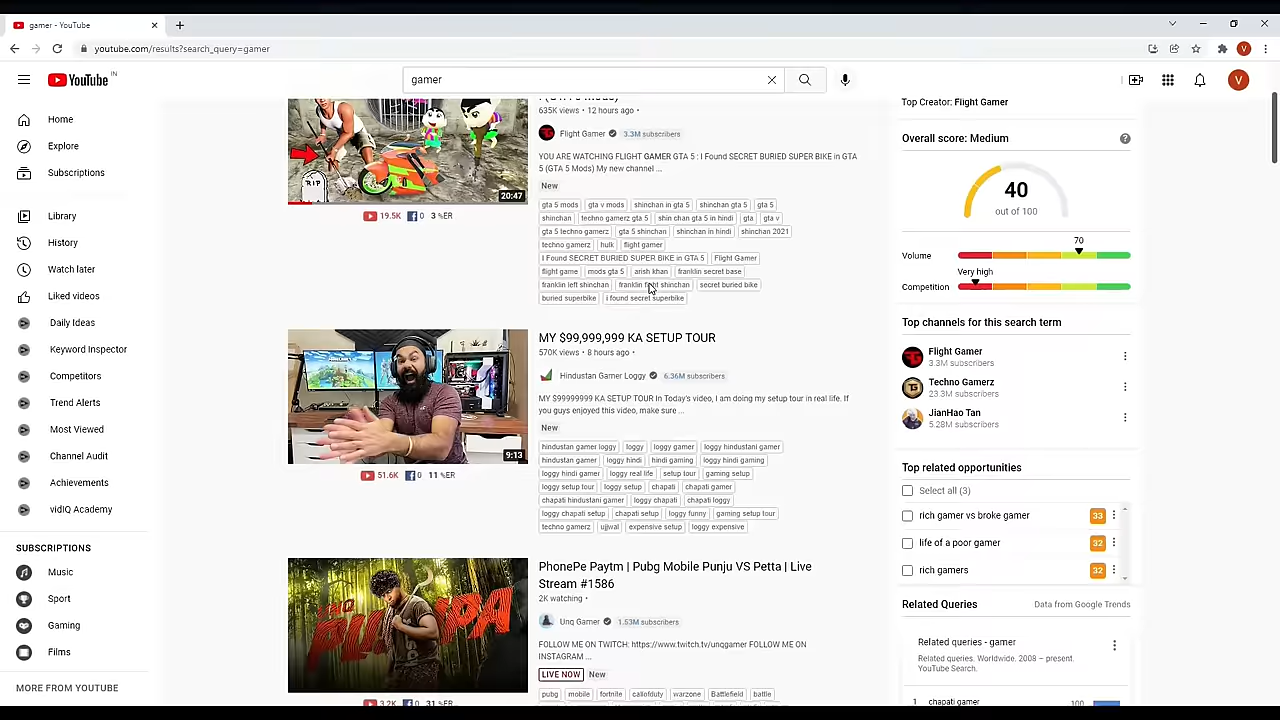 gamer - YouTube
youtube.com/results?search_query=gamer
YouTube IN
gamer
V
Home
Explore
Subscriptions
Library
History
Watch later
Liked videos
Daily Ideas
Keyword Inspector
Competitors
Trend Alerts
Most Viewed
Channel Audit
Achievements
vidIQ Academy
SUBSCRIPTIONS
Music
Sport
Gaming
Films
MORE FROM YOUTUBE
RIP
20:47
19.5K 0 3 %ER
635K views • 12 hours ago •
Flight Gamer 3.3M subscribers
YOU ARE WATCHING FLIGHT GAMER GTA 5 : I Found SECRET BURIED SUPER BIKE in GTA
5 (GTA 5 Mods) My new channel ...
New
gta 5 mods gta v mods shinchan in gta 5 shinchan gta 5 gta 5
shinchan techno gamerz gta 5 shin chan gta 5 in hindi gta gta v
gta 5 techno gamerz gta 5 shinchan shinchan in hindi shinchan 2021
techno gamerz hulk flight gamer
I Found SECRET BURIED SUPER BIKE in GTA 5 Flight Gamer
flight game mods gta 5 arish khan franklin secret base
franklin left shinchan franklin fight shinchan secret buried bike
buried superbike i found secret superbike
9:13
51.6K 0 11 %ER
MY $99,999,999 KA SETUP TOUR
570K views • 8 hours ago •
Hindustan Gamer Loggy 6.36M subscribers
MY $99999999 KA SETUP TOUR In Today's video, I am doing my setup tour in real life. If
you guys enjoyed this video, make sure ...
New
hindustan gamer loggy loggy loggy gamer loggy hindustani gamer
hindustan gamer loggy hindi hindi gaming loggy hindi gaming
loggy hindi gamer loggy real life setup tour gaming setup
loggy setup tour loggy setup chapati chapati gamer
chapati hindustani gamer loggy chapati chapati loggy
loggy chapati setup chapati setup loggy funny gaming setup tour
techno gamerz ujjwal expensive setup loggy expensive
3.2K 0 31 %ER
PhonePe Paytm | Pubg Mobile Punju VS Petta | Live
Stream #1586
2K watching •
Unq Gamer 1.53M subscribers
FOLLOW ME ON TWITCH: https://www.twitch.tv/unqgamer FOLLOW ME ON
INSTAGRAM ...
LIVE NOW New
pubg mobile fortnite callofduty warzone Battlefield battle
Top Creator: Flight Gamer
Overall score: Medium
40
out of 100
70
Volume
Very high
Competition
Top channels for this search term
Flight Gamer
3.3M subscribers
Techno Gamerz
23.3M subscribers
JianHao Tan
5.28M subscribers
Top related opportunities
Select all (3)
rich gamer vs broke gamer 33
life of a poor gamer 32
rich gamers 32
Related Queries Data from Google Trends
Related queries - gamer
Related queries. Worldwide. 2008 – present.
YouTube Search.
1 chapati gamer 100